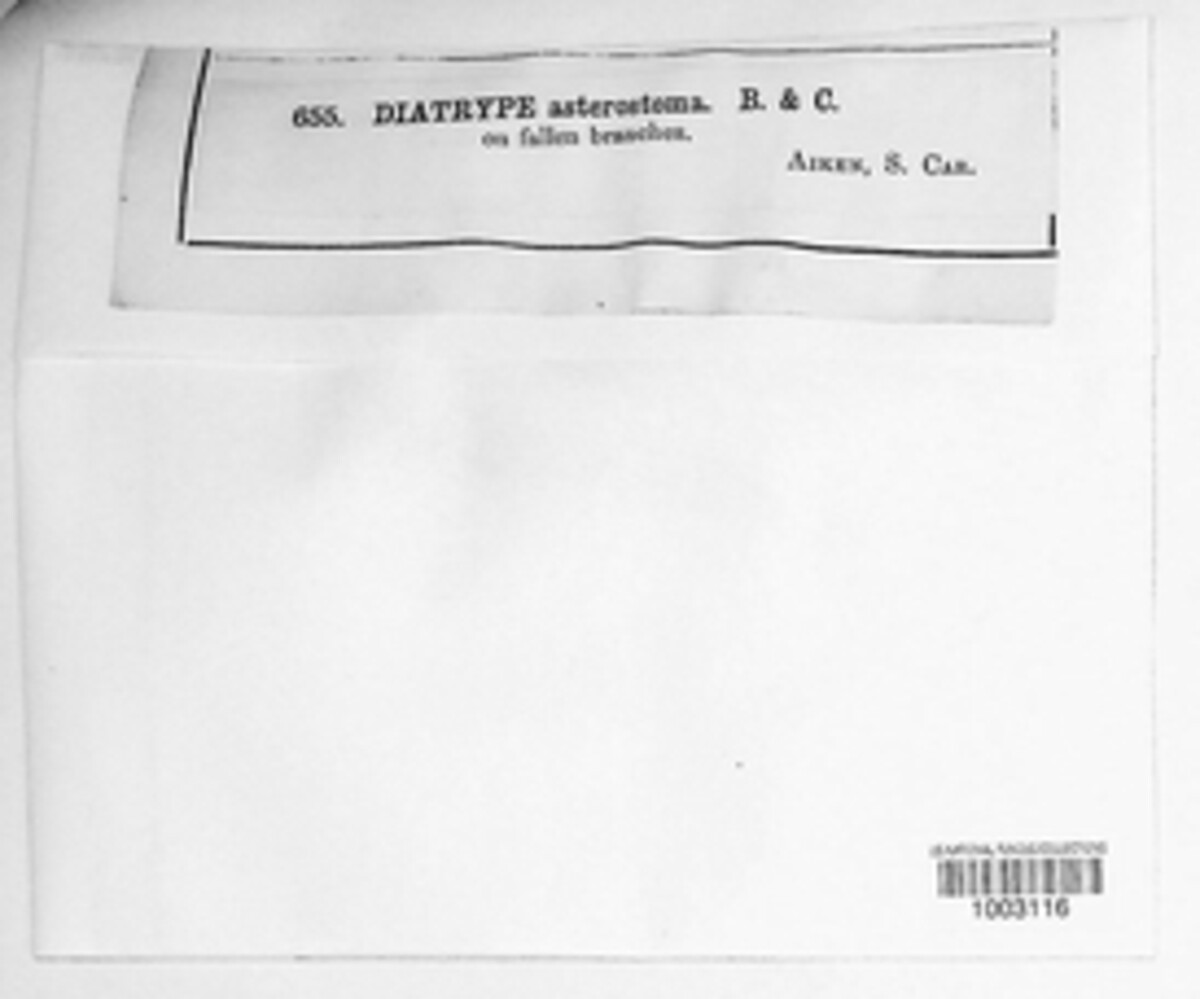 655. DIATRYPE asterostoma. B. & C.
on fallen branches.
AIKEN, S. CAR.
1003116